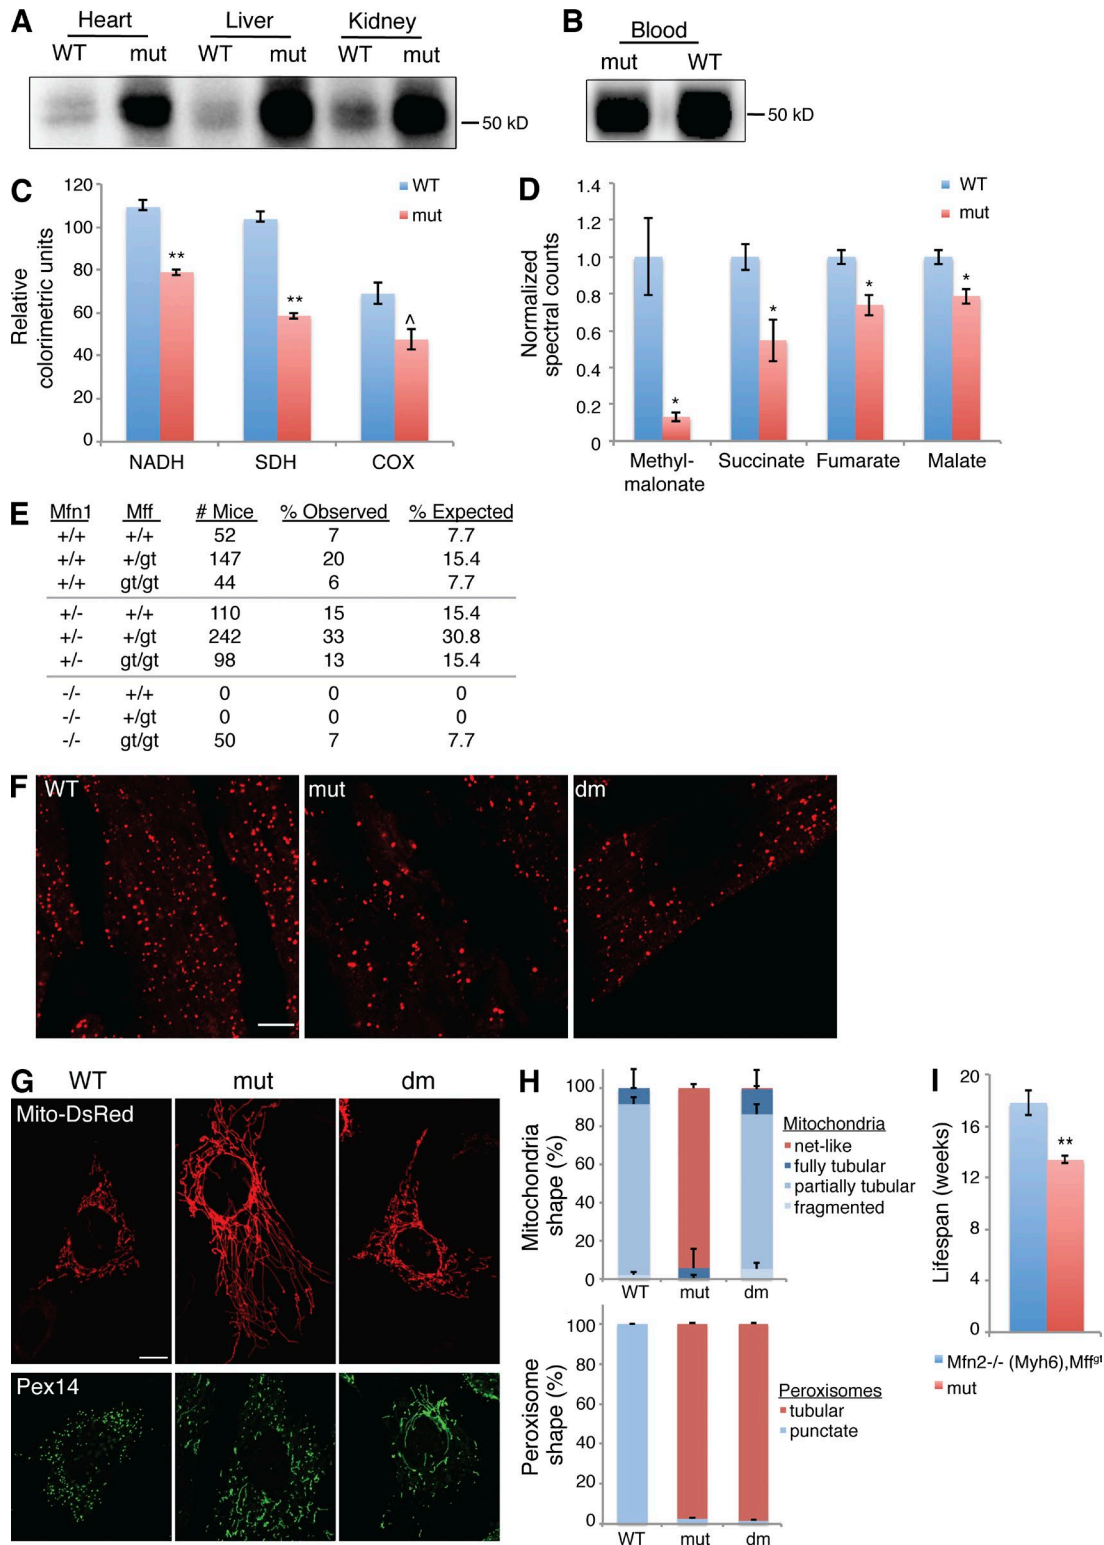 A
Heart Liver Kidney
WT mut WT mut WT mut
50 kD
B
Blood
mut WT
50 kD
C
120
100
80
60
40
20
0
Relative
colorimetric units
WT
mut
**
**
^
NADH SDH COX
D
1.4
1.2
1.0
0.8
0.6
0.4
0.2
0
Normalized
spectral counts
WT
mut
*
*
*
*
Methyl-
malonate
Succinate Fumarate Malate
E
Mfn1 Mff # Mice % Observed % Expected
+/+ +/+ 52 7 7.7
+/+ +/gt 147 20 15.4
+/+ gt/gt 44 6 7.7
+/- +/+ 110 15 15.4
+/- +/gt 242 33 30.8
+/- gt/gt 98 13 15.4
-/- +/+ 0 0 0
-/- +/gt 0 0 0
-/- gt/gt 50 7 7.7
F
WT mut dm
G
WT mut dm
Mito-DsRed
Pex14
H
Mitochondria
shape (%)
100
80
60
40
20
0
WT mut dm
Mitochondria
net-like
fully tubular
partially tubular
fragmented
Peroxisome
shape (%)
100
80
60
40
20
0
WT mut dm
Peroxisomes
tubular
punctate
I
Lifespan (weeks)
20
16
12
8
4
0
**
Mfn2-/- (Myh6),Mffgt
mut